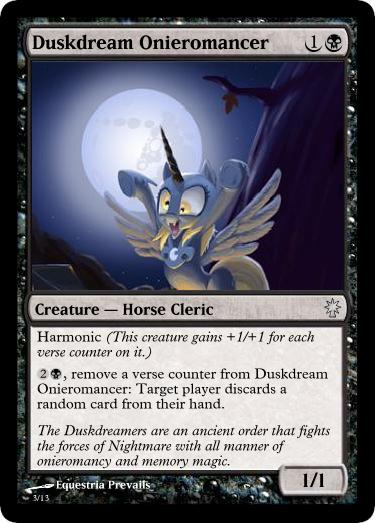 Duskdream Onieromancer 1
Creature — Horse Cleric
Harmonic (This creature gains +1/+1 for each
verse counter on it.)
2, remove a verse counter from Duskdream
Onieromancer: Target player discards a
random card from their hand.
The Duskdreamers are an ancient order that fights
the forces of Nightmare with all manner of
onieromancy and memory magic.
1/1
Equestria Prevails
3/13